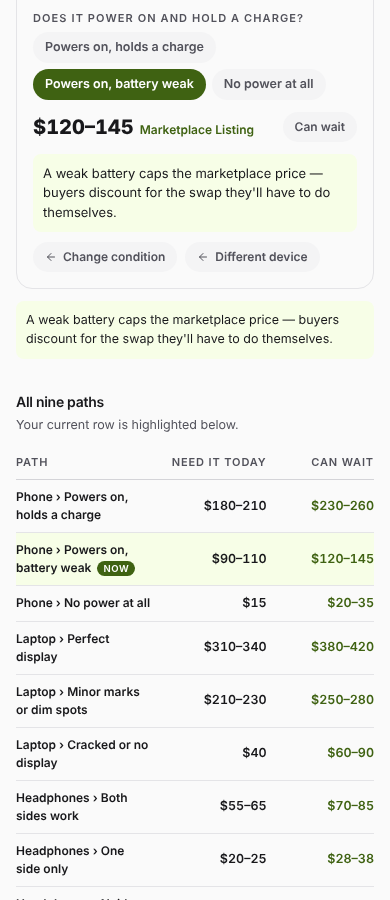 DOES IT POWER ON AND HOLD A CHARGE?
Powers on, holds a charge
Powers on, battery weak
No power at all
$120–145 Marketplace Listing
Can wait
A weak battery caps the marketplace price —
buyers discount for the swap they'll have to do
themselves.
← Change condition
← Different device
A weak battery caps the marketplace price — buyers
discount for the swap they'll have to do themselves.
All nine paths
Your current row is highlighted below.
PATH NEED IT TODAY CAN WAIT
Phone › Powers on,
holds a charge
$180–210 $230–260
Phone › Powers on,
battery weak NOW
$90–110 $120–145
Phone › No power at all $15 $20–35
Laptop › Perfect
display
$310–340 $380–420
Laptop › Minor marks
or dim spots
$210–230 $250–280
Laptop › Cracked or no
display
$40 $60–90
Headphones › Both
sides work
$55–65 $70–85
Headphones › One
side only
$20–25 $28–38